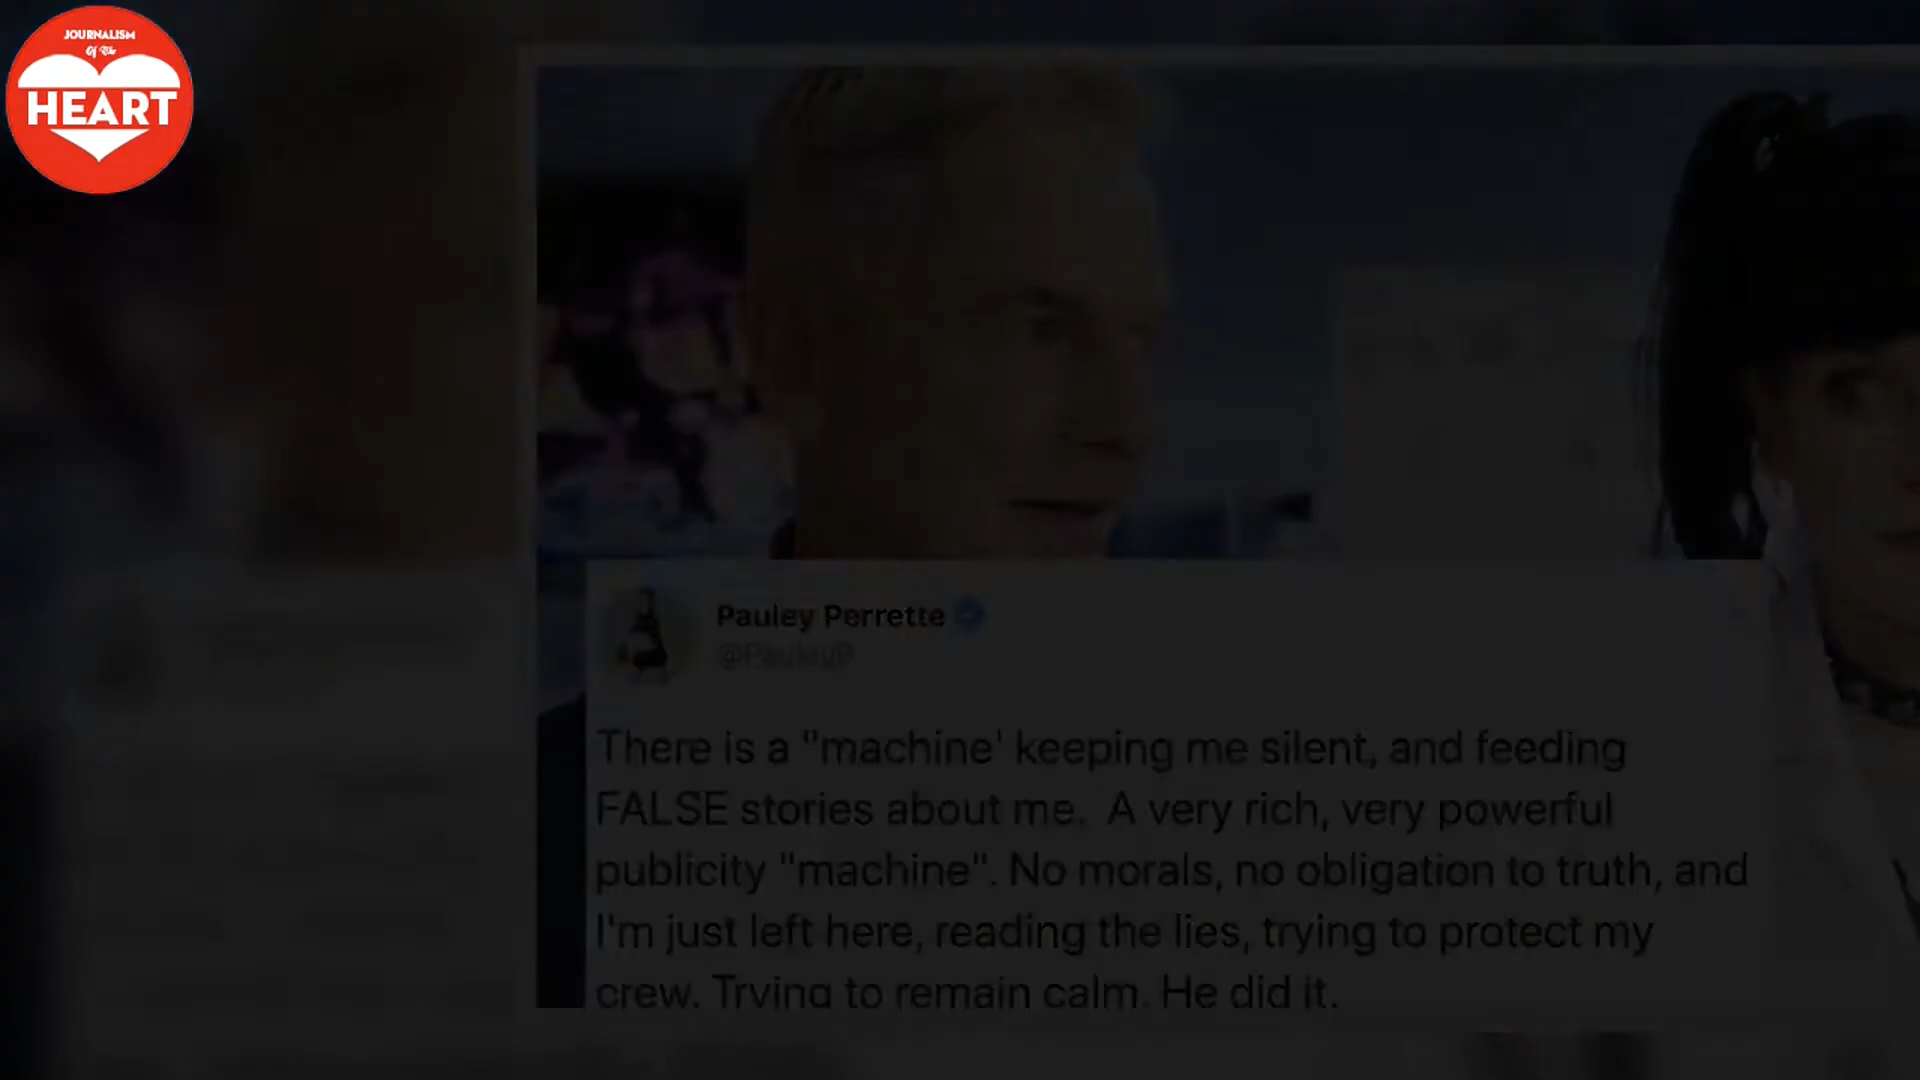 JOURNALISM
Of The
HEART
Pauley Perrette
@PauleyP
There is a "machine' keeping me silent, and feeding
FALSE stories about me.  A very rich, very powerful
publicity "machine". No morals, no obligation to truth, and
I'm just left here, reading the lies, trying to protect my
crew. Trying to remain calm. He did it.